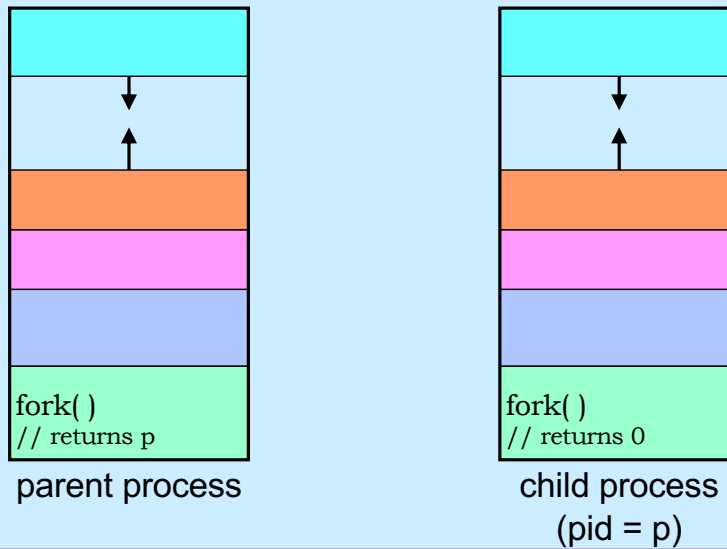 fork( )
// returns p
parent process
fork( )
// returns 0
child process
(pid = p)